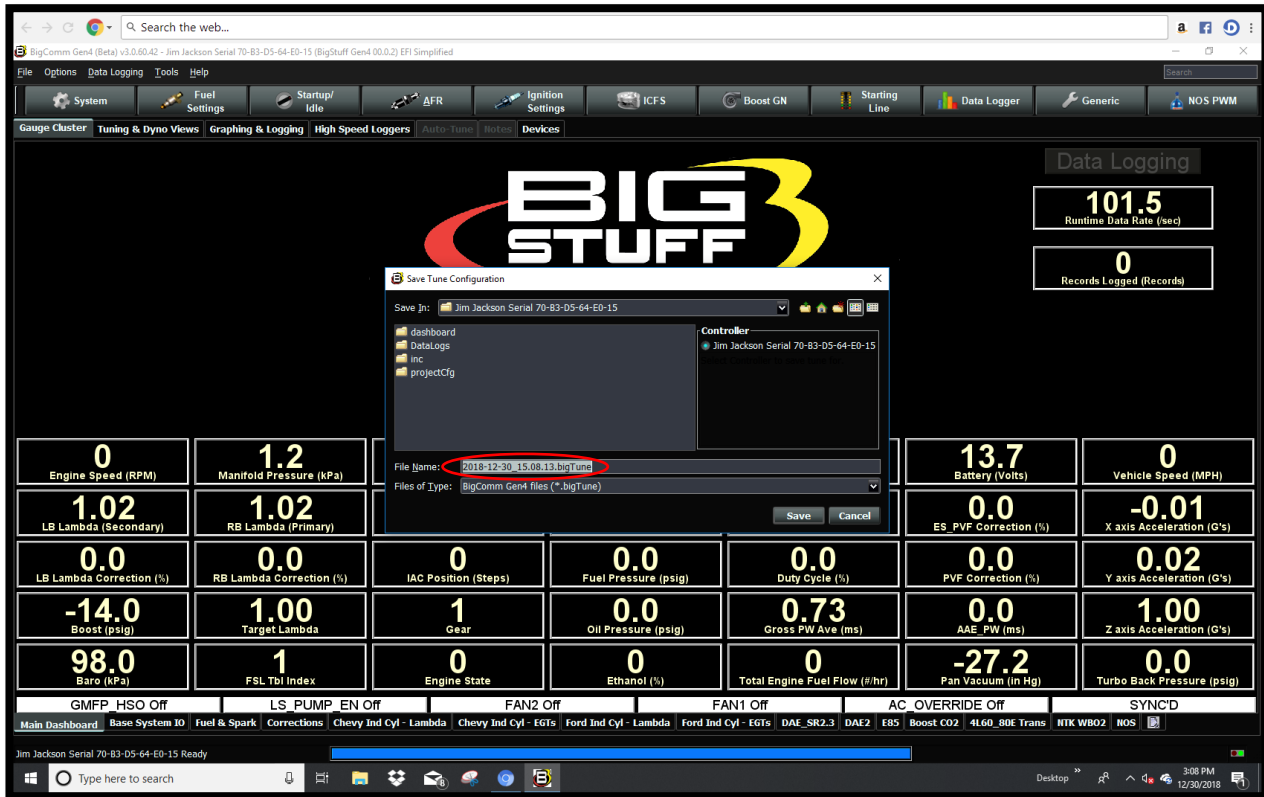 Search the web...
BigComm Gen4 (Beta) v3.0.60.42 - Jim Jackson Serial 70-B3-D5-64-E0-15 (BigStuff Gen4 00.0.2) EFI Simplified
File Options Data Logging Tools Help
Search
System
Fuel Settings
Startup/ Idle
AFR
Ignition Settings
ICFS
Boost GN
Starting Line
Data Logger
Generic
NOS PWM
Gauge Cluster Tuning & Dyno Views Graphing & Logging High Speed Loggers Auto-Tune Notes Devices
Data Logging
BIG
STUFF
3
101.5
Runtime Data Rate (/sec)
0
Records Logged (Records)
Save Tune Configuration
Save In: Jim Jackson Serial 70-B3-D5-64-E0-15
dashboard
DataLogs
inc
projectCfg
Controller
Jim Jackson Serial 70-B3-D5-64-E0-15
File Name: 2018-12-30_15.08.13.bigTune
Files of Type: BigComm Gen4 files (*.bigTune)
Save Cancel
0
Engine Speed (RPM)
1.2
Manifold Pressure (kPa)
13.7
Battery (Volts)
0
Vehicle Speed (MPH)
1.02
LB Lambda (Secondary)
1.02
RB Lambda (Primary)
0.0
ES_PVF Correction (%)
-0.01
X axis Acceleration (G's)
0.0
LB Lambda Correction (%)
0.0
RB Lambda Correction (%)
0
IAC Position (Steps)
0.0
Fuel Pressure (psig)
0.0
Duty Cycle (%)
0.0
PVF Correction (%)
0.02
Y axis Acceleration (G's)
-14.0
Boost (psig)
1.00
Target Lambda
1
Gear
0.0
Oil Pressure (psig)
0.73
Gross PW Ave (ms)
0.0
AAE_PW (ms)
1.00
Z axis Acceleration (G's)
98.0
Baro (kPa)
1
FSL Tbl Index
0
Engine State
0
Ethanol (%)
0
Total Engine Fuel Flow (#/hr)
-27.2
Pan Vacuum (in Hg)
0.0
Turbo Back Pressure (psig)
GMFP_HSO Off LS_PUMP_EN Off FAN2 Off FAN1 Off AC_OVERRIDE Off SYNC'D
Main Dashboard Base System IO Fuel & Spark Corrections Chevy Ind Cyl - Lambda Chevy Ind Cyl - EGTs Ford Ind Cyl - Lambda Ford Ind Cyl - EGTs DAE_SR2.3 DAE2 E85 Boost CO2 4L60_80E Trans NTK WBO2 NOS
Jim Jackson Serial 70-B3-D5-64-E0-15 Ready
Type here to search
Desktop
3:08 PM
12/30/2018